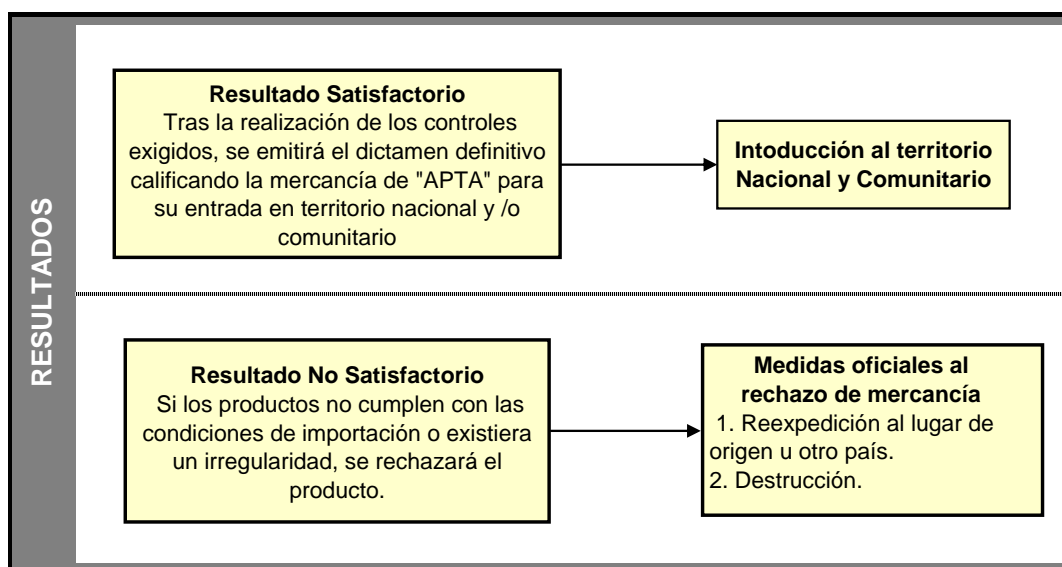 RESULTADOS
Resultado Satisfactorio
Tras la realización de los controles
exigidos, se emitirá el dictamen definitivo
calificando la mercancía de "APTA" para
su entrada en territorio nacional y /o
comunitario
Intoducción al territorio
Nacional y Comunitario
Resultado No Satisfactorio
Si los productos no cumplen con las
condiciones de importación o existiera
un irregularidad, se rechazará el
producto.
Medidas oficiales al
rechazo de mercancía
1. Reexpedición al lugar de
origen u otro país.
2. Destrucción.